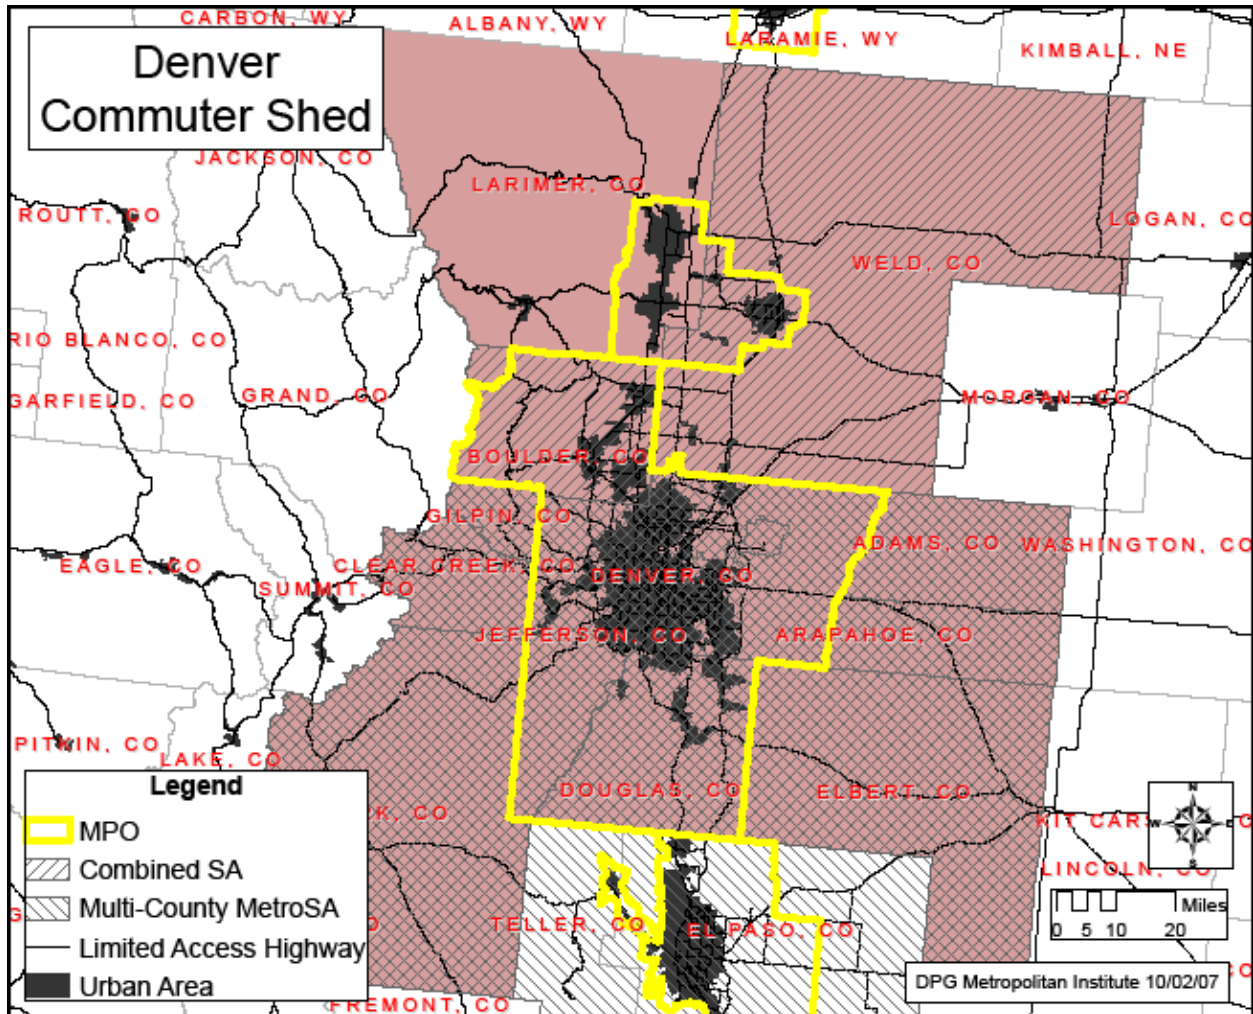 CARBON, WY
ALBANY, WY
LARAMIE, WY
KIMBALL, NE
Denver
Commuter Shed
JACKSON, CO
LARIMER, CO
ROUTT, CO
LOGAN, CO
WELD, CO
RIO BLANCO, CO
GARFIELD, CO
GRAND, CO
MORGAN, CO
BOULDER, CO
GILPIN, CO
ADAMS, CO
WASHINGTON, CO
EAGLE, CO
CLEAR CREEK, CO
SUMMIT, CO
DENVER, CO
JEFFERSON, CO
ARAPAHOE, CO
PITKIN, CO
LAKE, CO
DOUGLAS, CO
ELBERT, CO
K, CO
KIT CARS
LINCOLN, CO
TELLER, CO
EL PASO, CO
FREMONT, CO
Legend
MPO
Combined SA
Multi-County MetroSA
Limited Access Highway
Urban Area
N
W E
S
Miles
0 5 10 20
DPG Metropolitan Institute 10/02/07